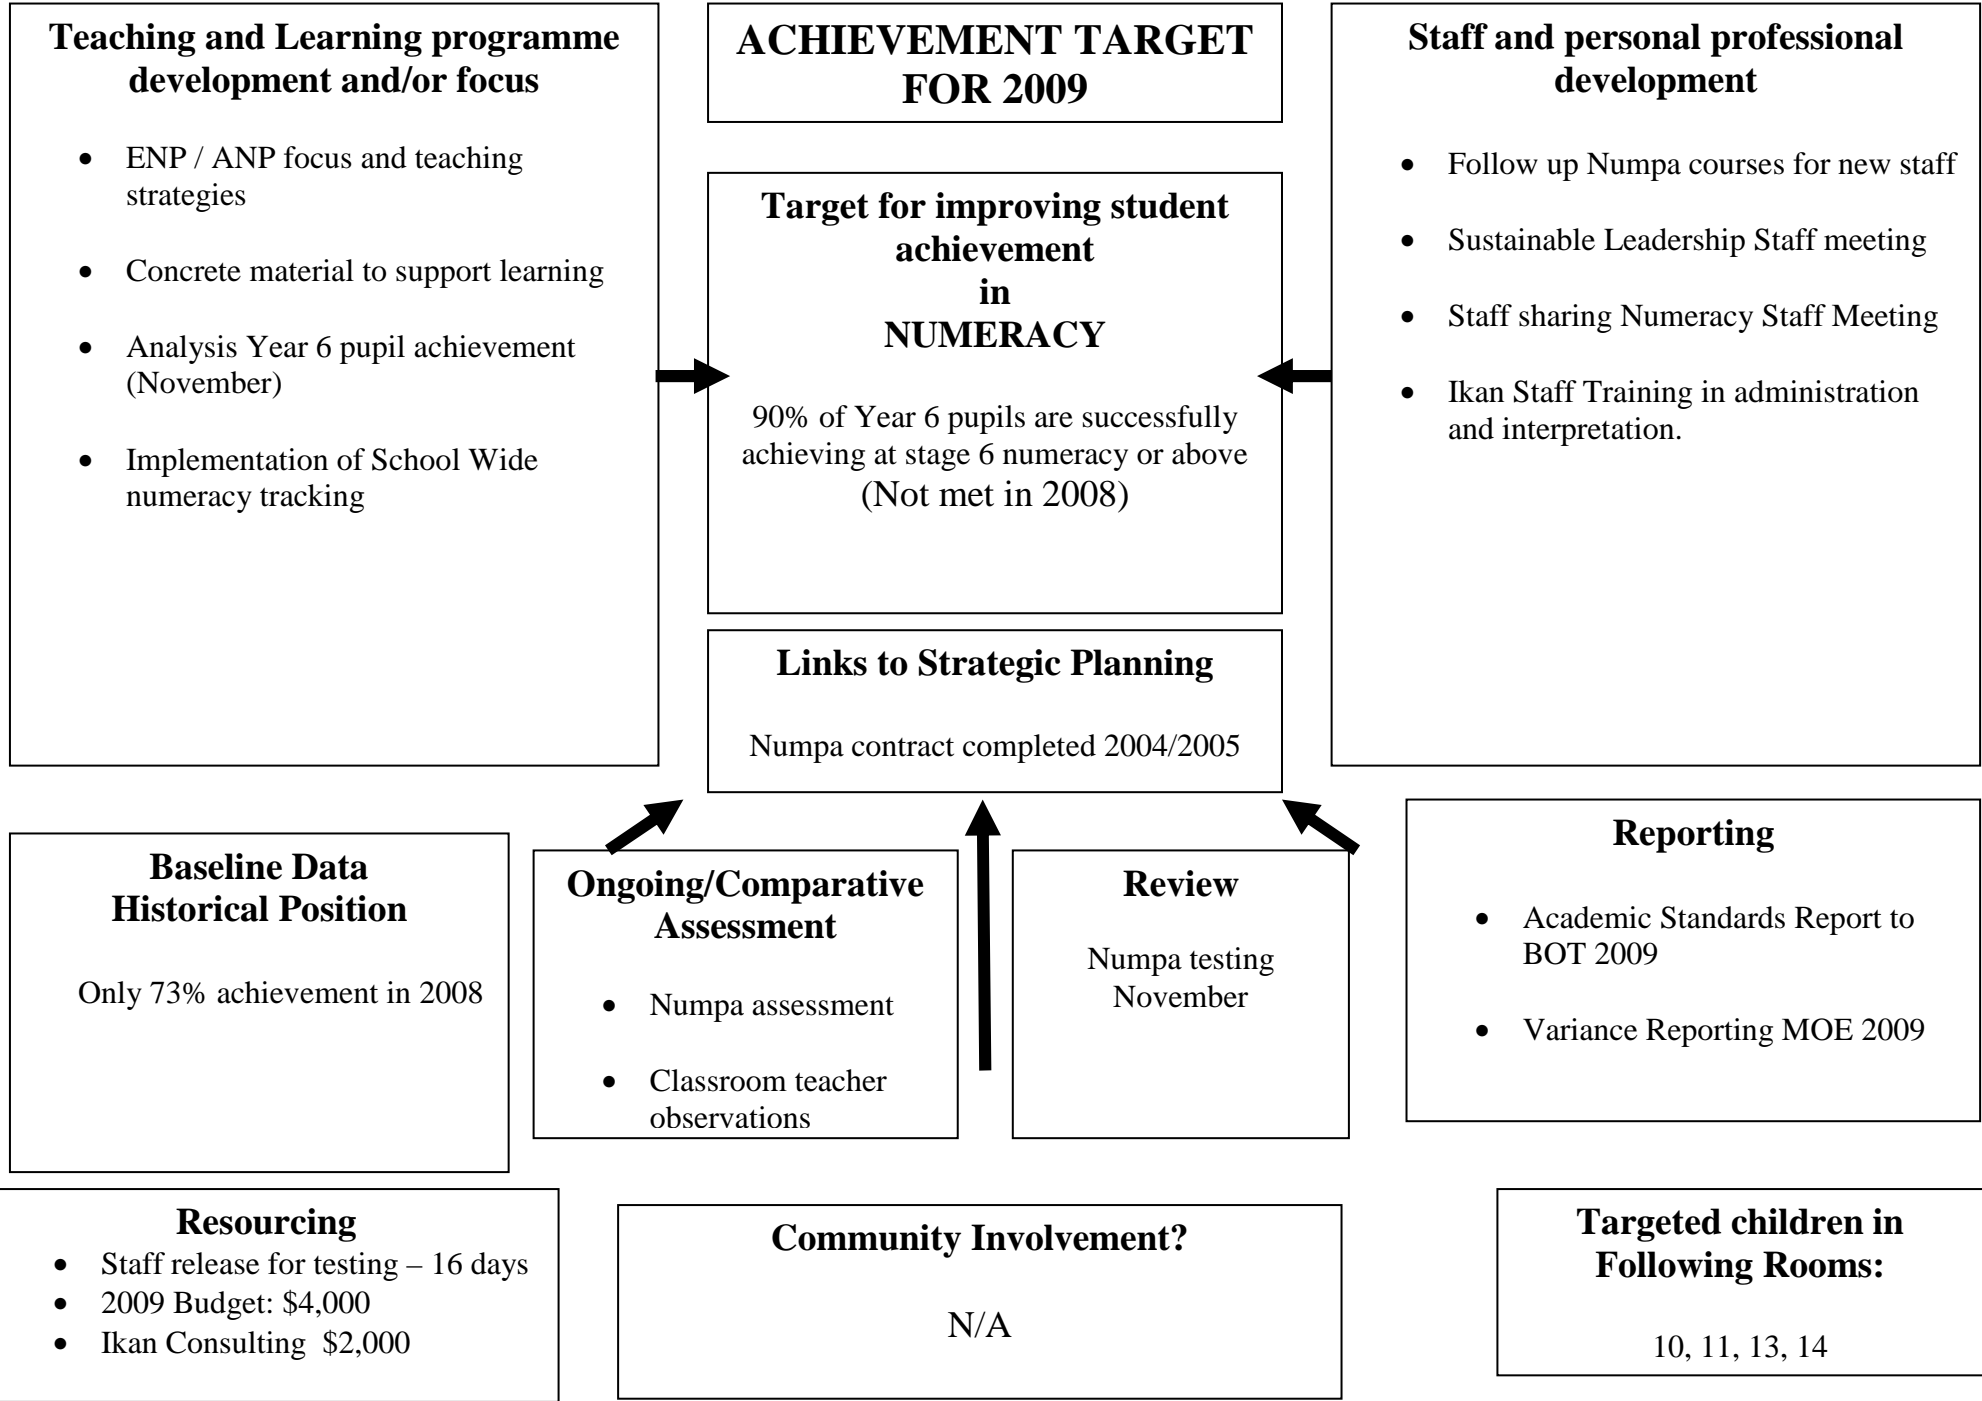 Teaching and Learning programme
development and/or focus
• ENP / ANP focus and teaching
strategies
• Concrete material to support learning
• Analysis Year 6 pupil achievement
(November)
• Implementation of School Wide
numeracy tracking
ACHIEVEMENT TARGET
FOR 2009
Target for improving student
achievement
in
NUMERACY
90% of Year 6 pupils are successfully
achieving at stage 6 numeracy or above
(Not met in 2008)
Staff and personal professional
development
• Follow up Numpa courses for new staff
• Sustainable Leadership Staff meeting
• Staff sharing Numeracy Staff Meeting
• Ikan Staff Training in administration
and interpretation.
Links to Strategic Planning
Numpa contract completed 2004/2005
Baseline Data
Historical Position
Only 73% achievement in 2008
Ongoing/Comparative
Assessment
• Numpa assessment
• Classroom teacher
observations
Review
Numpa testing
November
Reporting
• Academic Standards Report to
BOT 2009
• Variance Reporting MOE 2009
Resourcing
• Staff release for testing – 16 days
• 2009 Budget: $4,000
• Ikan Consulting $2,000
Community Involvement?
N/A
Targeted children in
Following Rooms:
10, 11, 13, 14